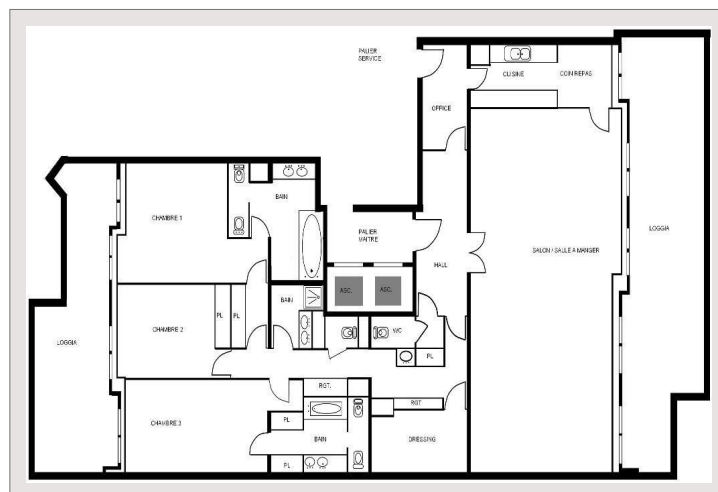 PALIER
SERVICE
CUISINE
COIN REPAS
OFFICE
BAIN
CHAMBRE 1
PALIER
MAITRE
SALON / SALLE A MANGER
LOGGIA
HALL
ASC.
ASC.
BAIN
PL
PL
CHAMBRE 2
WC
LOGGIA
PL
RGT.
RGT
PL
CHAMBRE 3
BAIN
DRESSING
PL